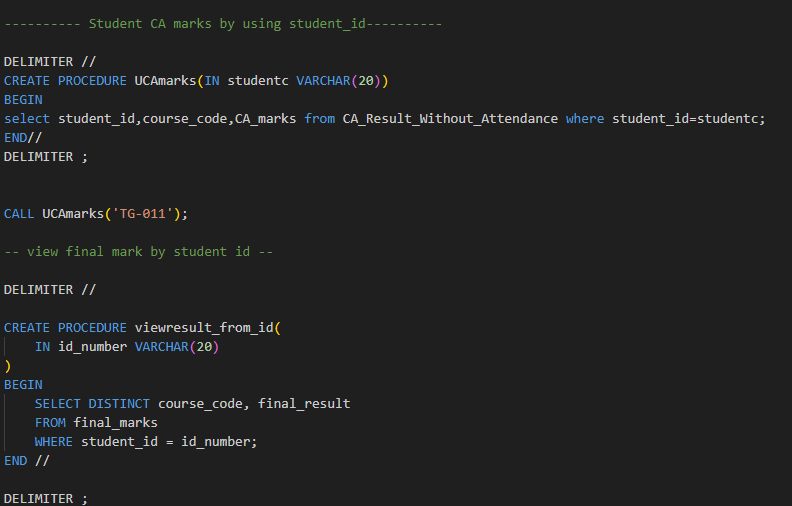 ---------- Student CA marks by using student_id----------
DELIMITER //
CREATE PROCEDURE UCAmarks(IN studentc VARCHAR(20))
BEGIN
select student_id,course_code,CA_marks from CA_Result_Without_Attendance where student_id=studentc;
END//
DELIMITER ;
CALL UCAmarks('TG-011');
-- view final mark by student id --
DELIMITER //
CREATE PROCEDURE viewresult_from_id(
    IN id_number VARCHAR(20)
)
BEGIN
    SELECT DISTINCT course_code, final_result
    FROM final_marks
    WHERE student_id = id_number;
END //
DELIMITER ;